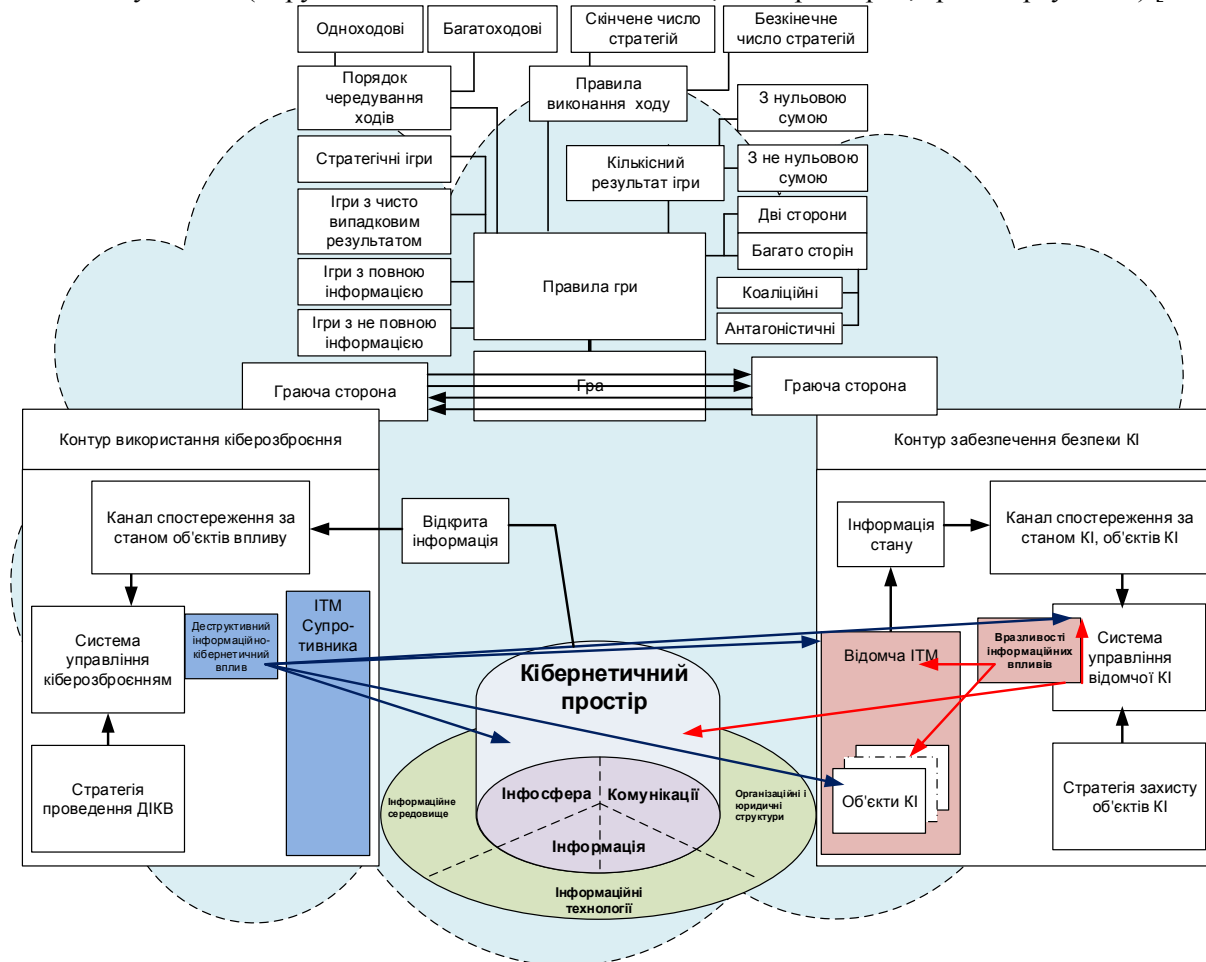 Одноходові
Багатоходові
Скінчене число
стратегій
Безкінечне
число стратегій
Порядок
чередування
ходів
Правила
виконання ходу
З нульовою
сумою
Стратегічні ігри
Кількісний
результат ігри
З не нульовою
сумою
Ігри з чисто
випадковим
результатом
Дві сторони
Багато сторін
Ігри з повною
інформацією
Правила гри
Коаліційні
Ігри з не повною
інформацією
Антагоністичні
Граюча сторона
Гра
Граюча сторона
Контур використання кіберозброєння
Контур забезпечення безпеки КІ
Канал спостереження за
станом об'єктів впливу
Відкрита
інформація
Інформація
стану
Канал спостереження за
станом КІ, об'єктів КІ
Система
управління
кіберозброєнням
Деструктивний
інформаційно-
кібернетичний
вплив
ІТМ
Супро-
тивника
Кібернетичний
простір
Відомча ІТМ
Вразливості
інформаційних
впливів
Система
управління
відомчої КІ
Стратегія
проведення ДІКВ
Інформаційне
середовище
Інфосфера
Комунікації
Організаційні і
юридичні
структури
Інформація
Інформаційні
технології
Об'єкти КІ
Стратегія захисту
об'єктів КІ